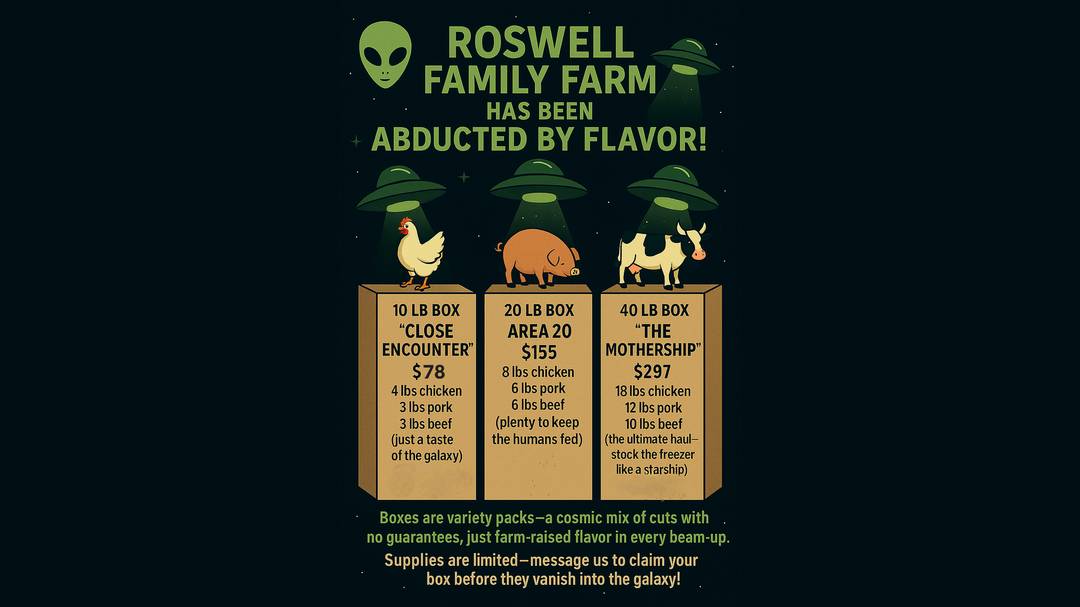 ROSWELL
FAMILY FARM
HAS BEEN
ABDUCTED BY FLAVOR!
10 LB BOX
"CLOSE
ENCOUNTER"
$78
4 lbs chicken
3 lbs pork
3 lbs beef
(just a taste
of the galaxy)
20 LB BOX
AREA 20
$155
8 lbs chicken
6 lbs pork
6 lbs beef
(plenty to keep
the humans fed)
40 LB BOX
"THE
MOTHERSHIP"
$297
18 lbs chicken
12 lbs pork
10 lbs beef
(the ultimate haul—
stock the freezer
like a starship)
Boxes are variety packs—a cosmic mix of cuts with
no guarantees, just farm-raised flavor in every beam-up.
Supplies are limited—message us to claim your
box before they vanish into the galaxy!